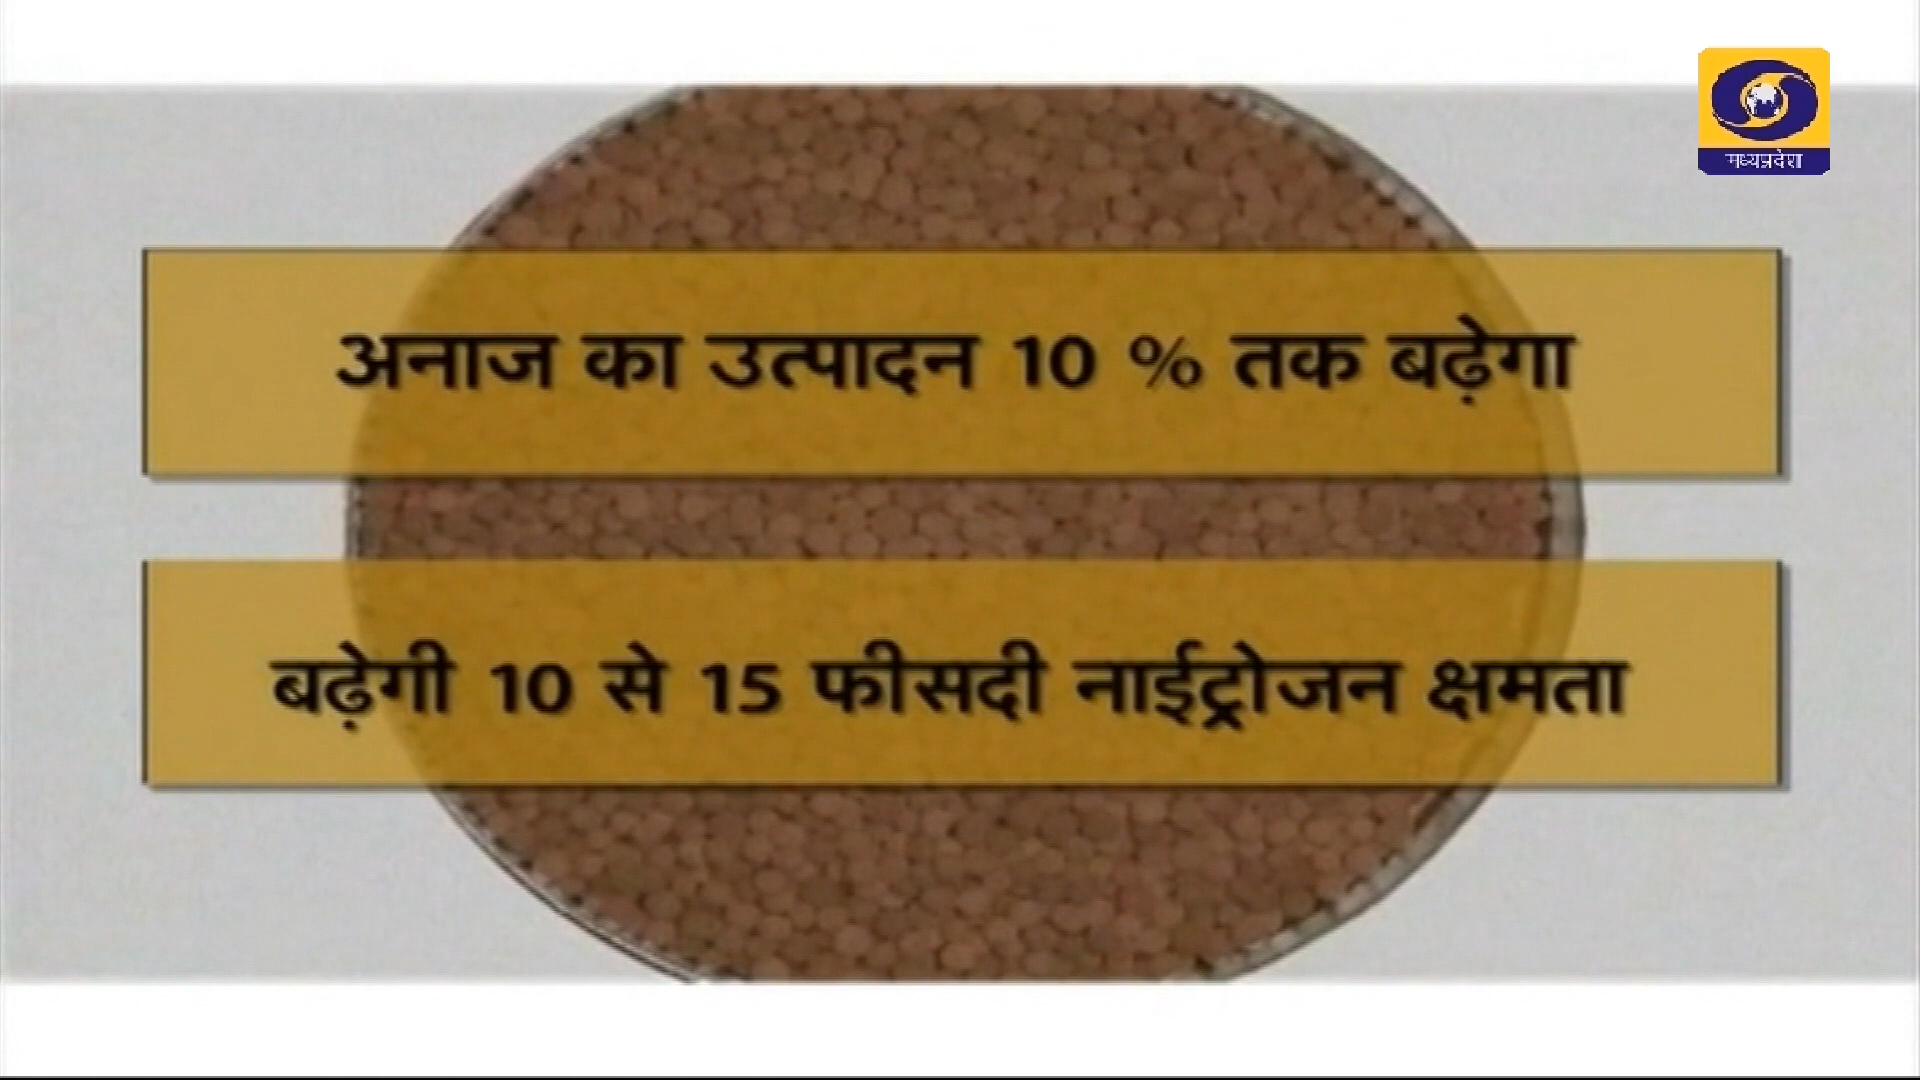 मध्यप्रदेश
अनाज का उत्पादन 10 % तक बढ़ेगा
बढ़ेगी 10 से 15 फीसदी नाईट्रोजन क्षमता